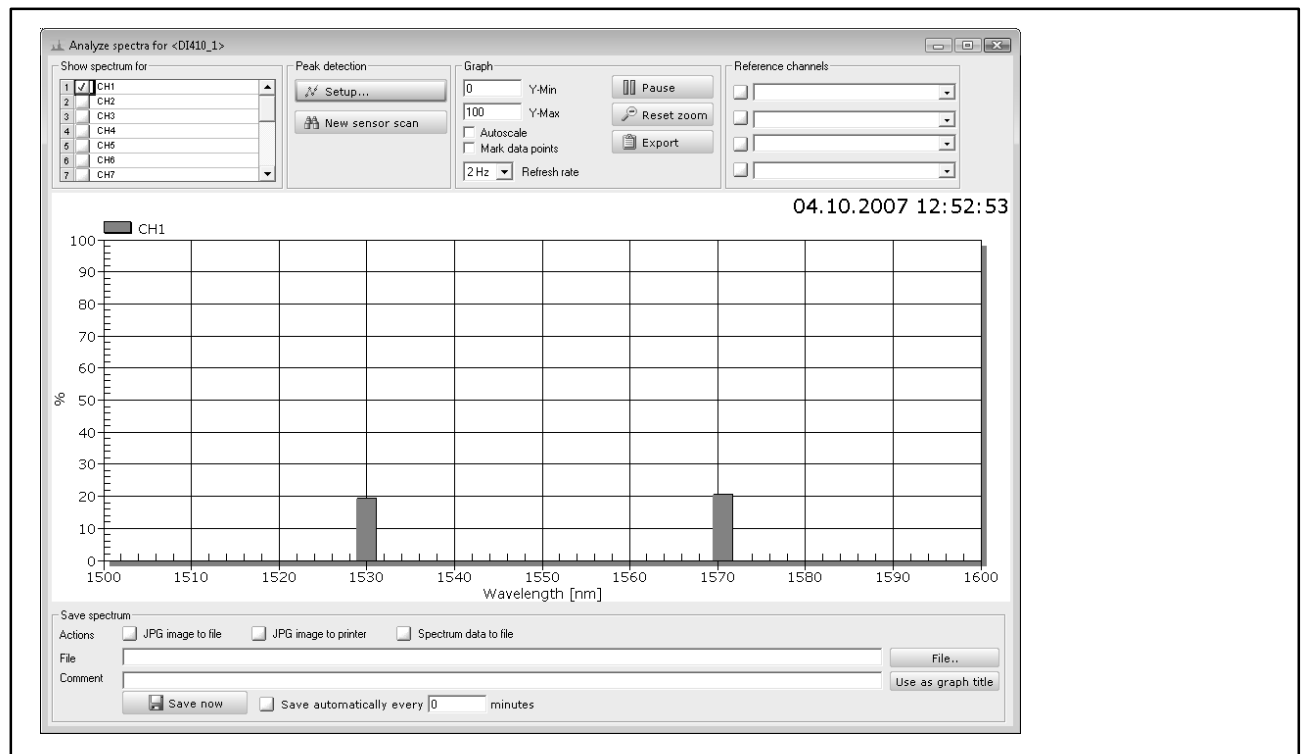 Analyze spectra for <DI410_1>
Show spectrum for
1 CH1
2 CH2
3 CH3
4 CH4
5 CH5
6 CH6
7 CH7
Peak detection
Setup...
New sensor scan
Graph
0 Y-Min
100 Y-Max
Autoscale
Mark data points
2 Hz Refresh rate
Pause
Reset zoom
Export
Reference channels
04.10.2007 12:52:53
CH1
100
90
80
70
60
50
40
30
20
10
0
%
1500 1510 1520 1530 1540 1550 1560 1570 1580 1590 1600
Wavelength [nm]
Save spectrum
Actions JPG image to file JPG image to printer Spectrum data to file
File File..
Comment Use as graph title
Save now Save automatically every 0 minutes